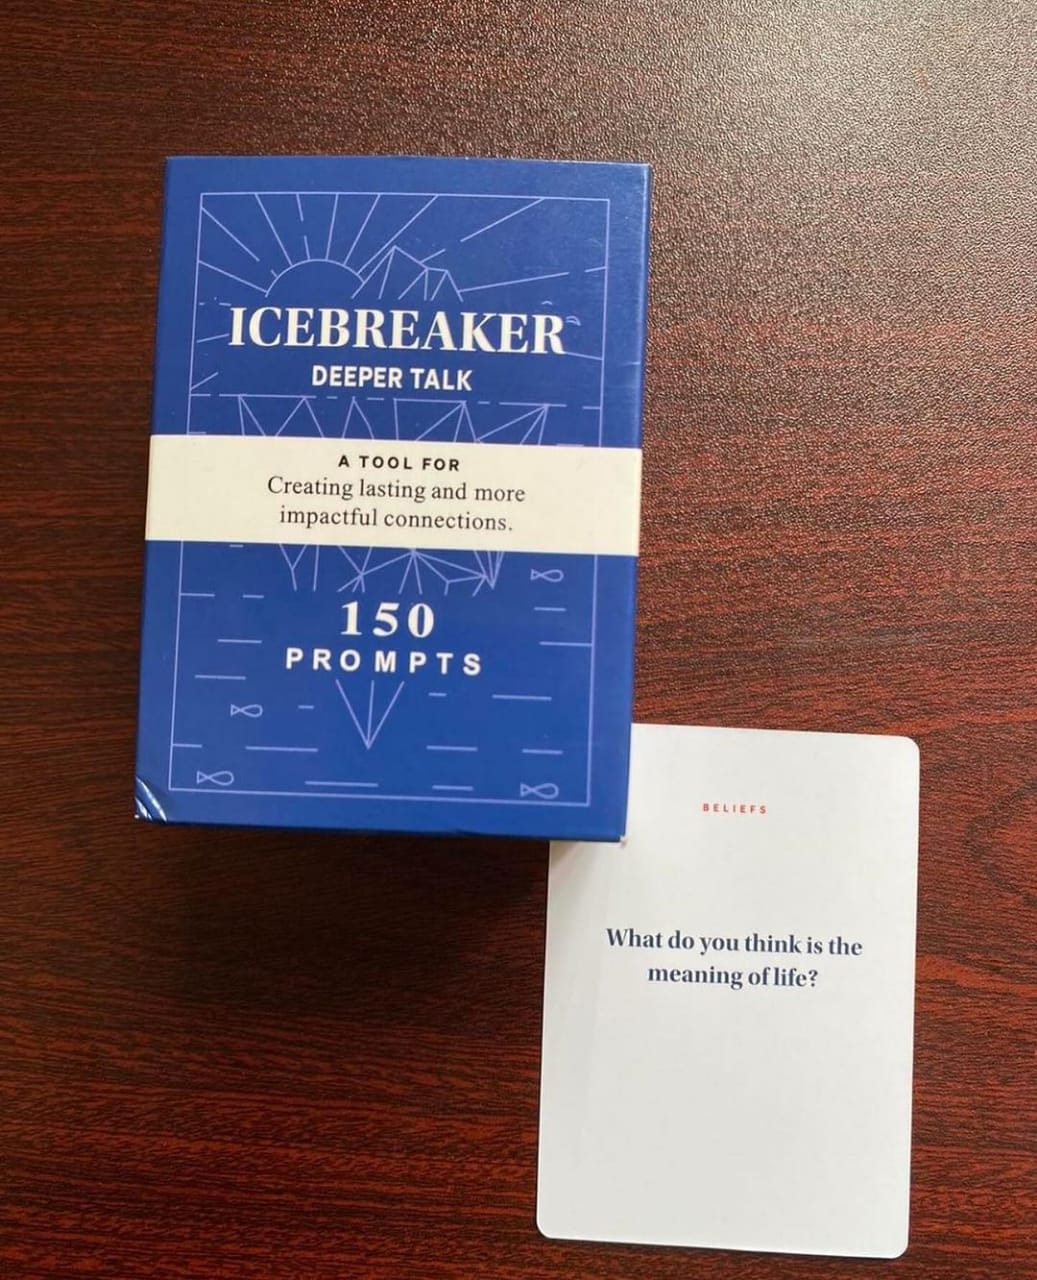 ICEBREAKER
DEEPER TALK
A TOOL FOR
Creating lasting and more
impactful connections.
150
PROMPTS
BELIEFS
What do you think is the
meaning of life?